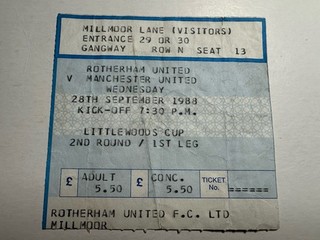 MILLMOOR LANE (VISITORS)
ENTRANCE 29 OR 30
GANGWAY ROW N SEAT 13
ROTHERHAM UNITED
V MANCHESTER UNITED
WEDNESDAY
28TH SEPTEMBER 1988
KICK-OFF 7:30 P.M.
LITTLEWOODS CUP
2ND ROUND / 1ST LEG
£ ADULT 5.50 £ CONC. 5.50 TICKET No. ======
ROTHERHAM UNITED F.C. LTD
MILLMOOR